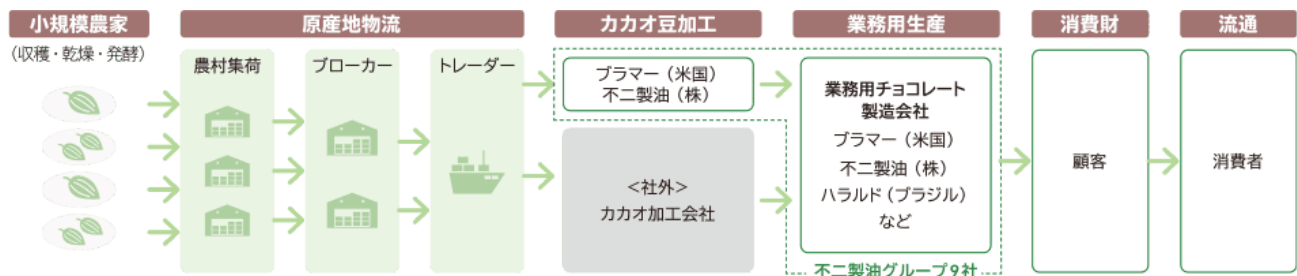 小規模農家
原産地物流
カカオ豆加工
業務用生産
消費財
流通
(収穫・乾燥・発酵)
農村集荷
ブローカー
トレーダー
ブラマー（米国）
不二製油（株）
<社外>
カカオ加工会社
業務用チョコレート
製造会社
ブラマー（米国）
不二製油（株）
ハラルド（ブラジル）
など
不二製油グループ9社
顧客
消費者